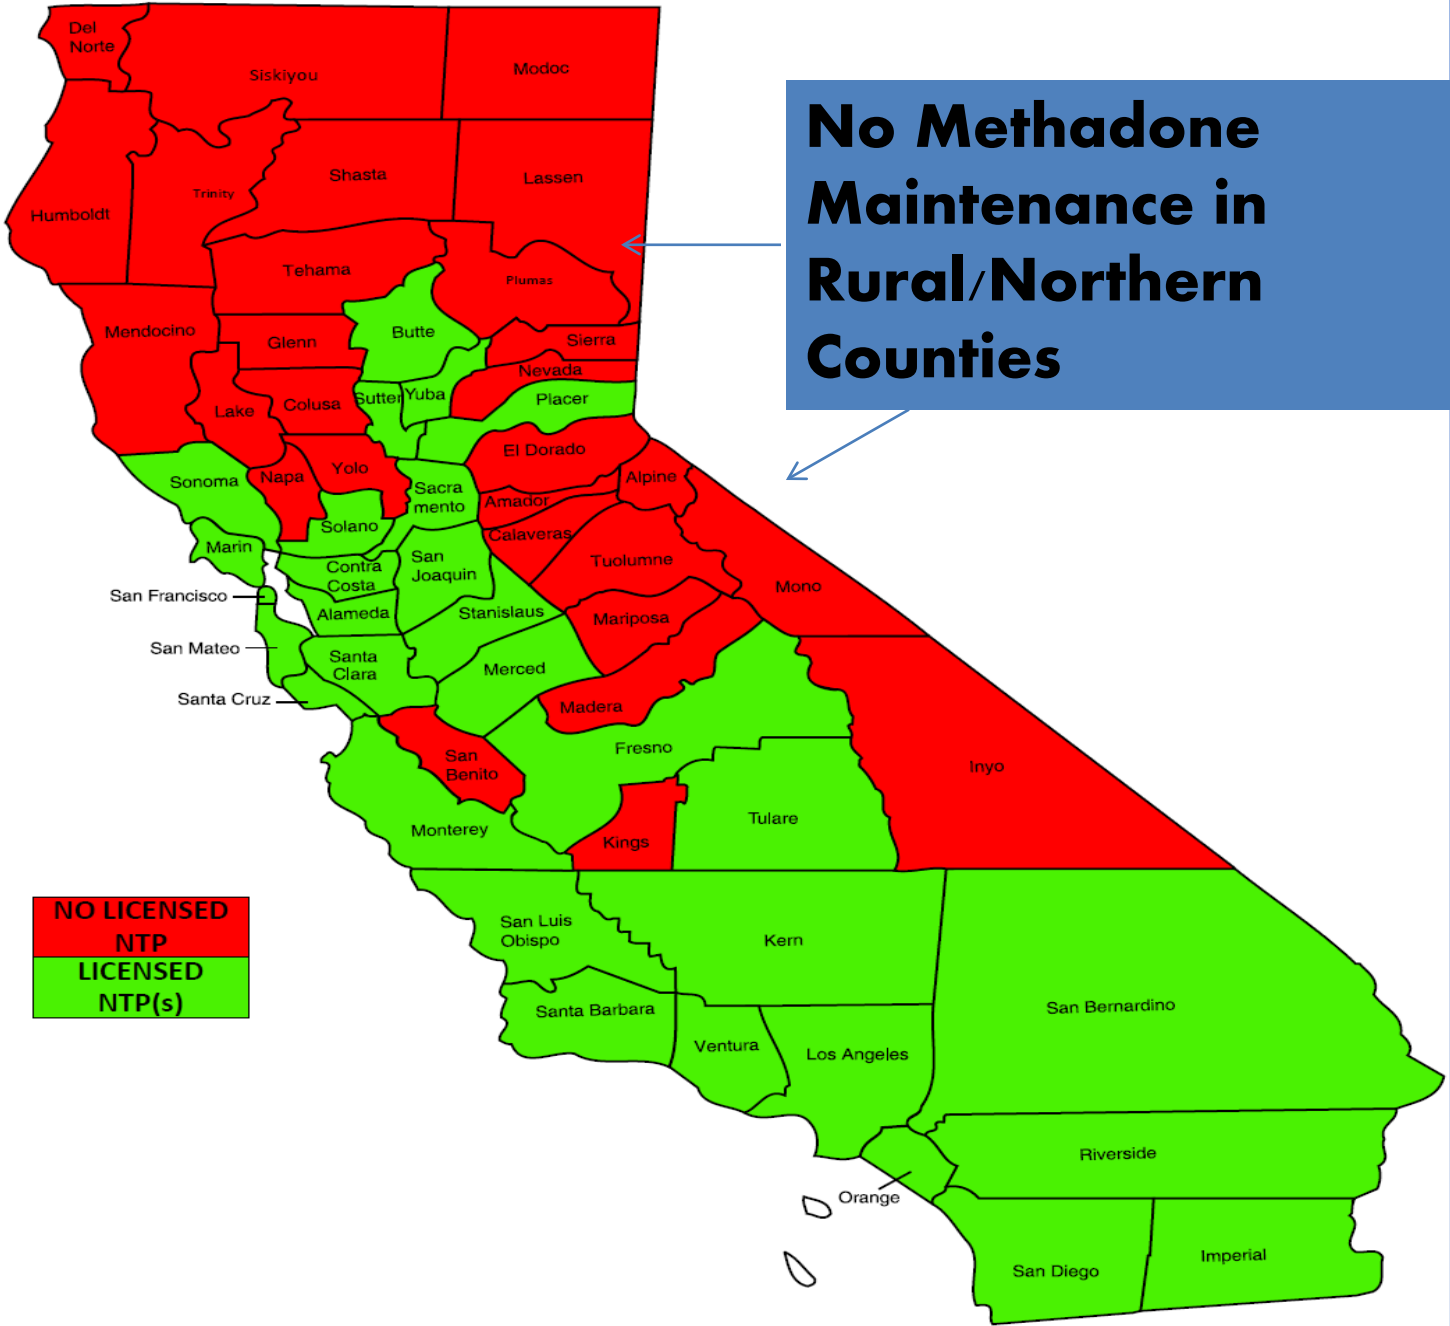 Del
Norte
Siskiyou
Modoc
No Methadone
Maintenance in
Rural/Northern
Counties
Shasta
Lassen
Trinity
Humboldt
Tehama
Plumas
Mendocino
Butte
Glenn
Sierra
Nevada
Sutter
Yuba
Placer
Lake
Colusa
El Dorado
Sonoma
Napa
Yolo
Alpine
Sacra
mento
Amador
Solano
Calaveras
Marin
Contra
Costa
San
Joaquin
Tuolumne
Mono
San Francisco
Alameda
Stanislaus
Mariposa
San Mateo
Santa
Clara
Merced
Santa Cruz
Madera
Fresno
San
Benito
Inyo
Monterey
Kings
Tulare
NO LICENSED
NTP
LICENSED
NTP(s)
San Luis
Obispo
Kern
Santa Barbara
San Bernardino
Ventura
Los Angeles
Riverside
Orange
San Diego
Imperial